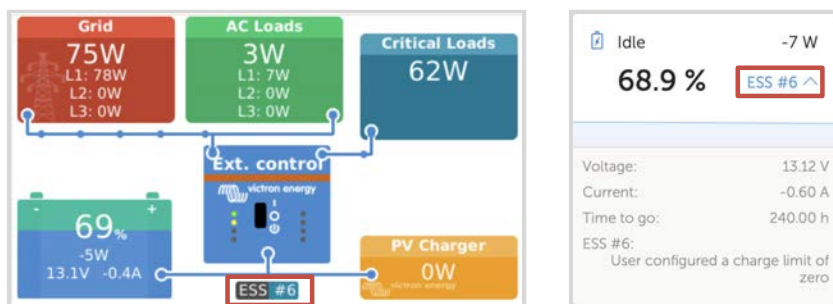 Grid
75W
L1: 78W
L2: 0W
L3: 0W
AC Loads
3W
L1: 7W
L2: 0W
L3: 0W
Critical Loads
62W
Ext. control
victron energy
69%
-5W
13.1V -0.4A
PV Charger
0W
victron energy
ESS #6
Idle -7 W
68.9 % ESS #6
Voltage: 13.12 V
Current: -0.60 A
Time to go: 240.00 h
ESS #6:
User configured a charge limit of
zero